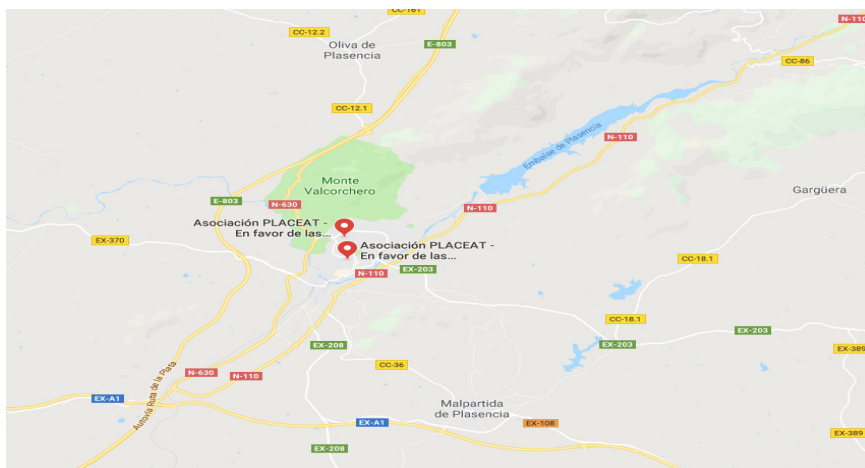 CC-161
N-110
CC-12.2
Oliva de
Plasencia
E-803
CC-86
CC-12.1
Embalse de Plasencia
N-110
Monte
Valcorchero
Gargüera
E-803
N-630
N-110
Asociación PLACEAT -
En favor de las...
EX-370
Asociación PLACEAT -
En favor de las...
N-110
EX-203
CC-18.1
CC-18.1
EX-203
EX-203
EX-208
EX-389
CC-36
N-630
N-110
Autovía Ruta de la Plata
EX-A1
Malpartida
de Plasencia
EX-A1
EX-108
EX-389
EX-208